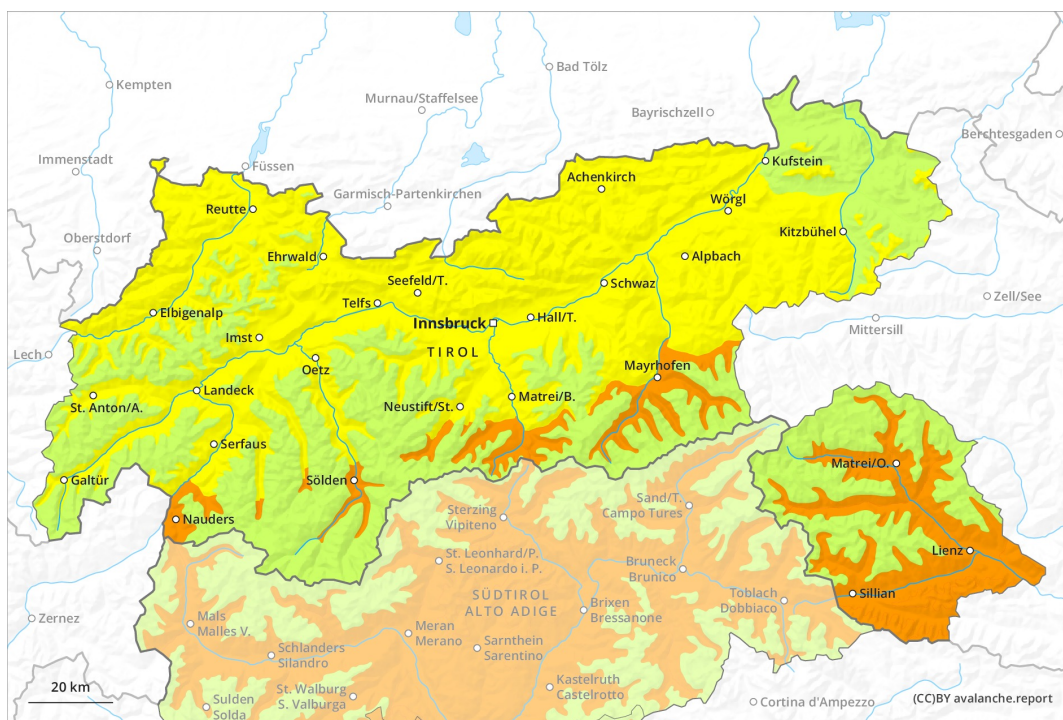 Kempten
Bad Tölz
Murnau/Staffelsee
Bayrischzell
Berchtesgaden
Immenstadt
Füssen
Kufstein
Achenkirch
Garmisch-Partenkirchen
Wörgl
Reutte
Oberstdorf
Kitzbühel
Ehrwald
Alpbach
Seefeld/T.
Schwaz
Zell/See
Telfs
Elbigenalp
Innsbruck
Hall/T.
Mittersill
Imst
Lech
TIROL
Mayrhofen
Oetz
Landeck
Matrei/B.
St. Anton/A.
Neustift/St.
Serfaus
Matrei/O.
Galtür
Sölden
Sand/T.
Campo Tures
Sterzing
Vipiteno
Nauders
Lienz
St. Leonhard/P.
S. Leonardo i. P.
Bruneck
Brunico
Sillian
SÜDTIROL
ALTO ADIGE
Toblach
Dobbiaco
Brixen
Bressanone
Zernez
Mals
Malles V.
Meran
Merano
Sarnthein
Sarentino
Schlanders
Silandro
Kastelruth
Castelrotto
20 km
St. Walburg
S. Valburga
Sulden
Solda
Cortina d'Ampezzo
(CC)BY avalanche.report